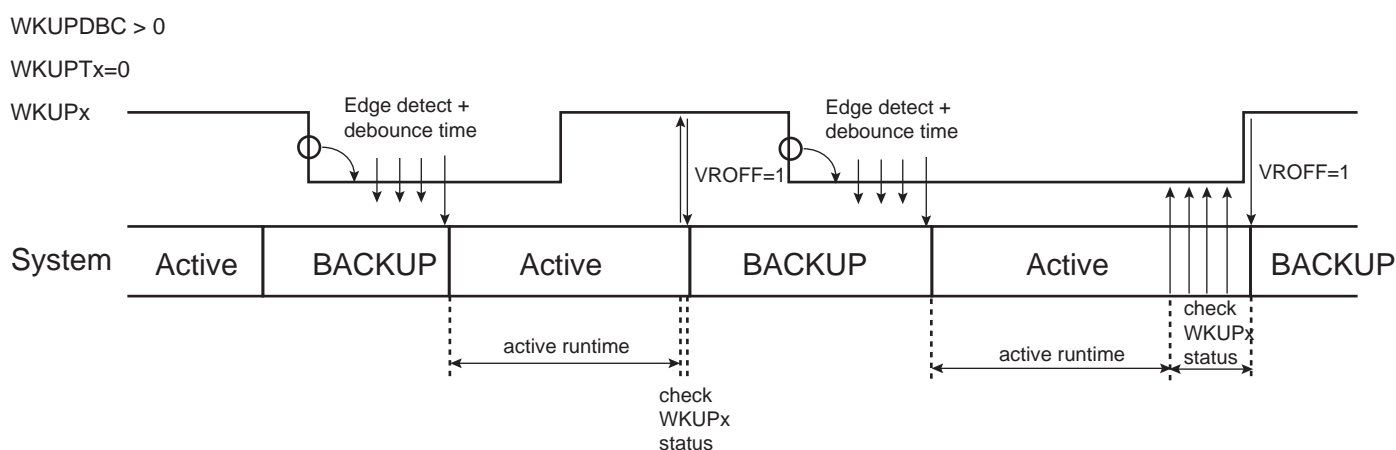 WKUPDBC > 0
WKUPTx=0
WKUPx
Edge detect +
debounce time
VROFF=1
Edge detect +
debounce time
VROFF=1
System
Active
BACKUP
Active
BACKUP
Active
BACKUP
active runtime
check
WKUPx
status
active runtime
check
WKUPx
status